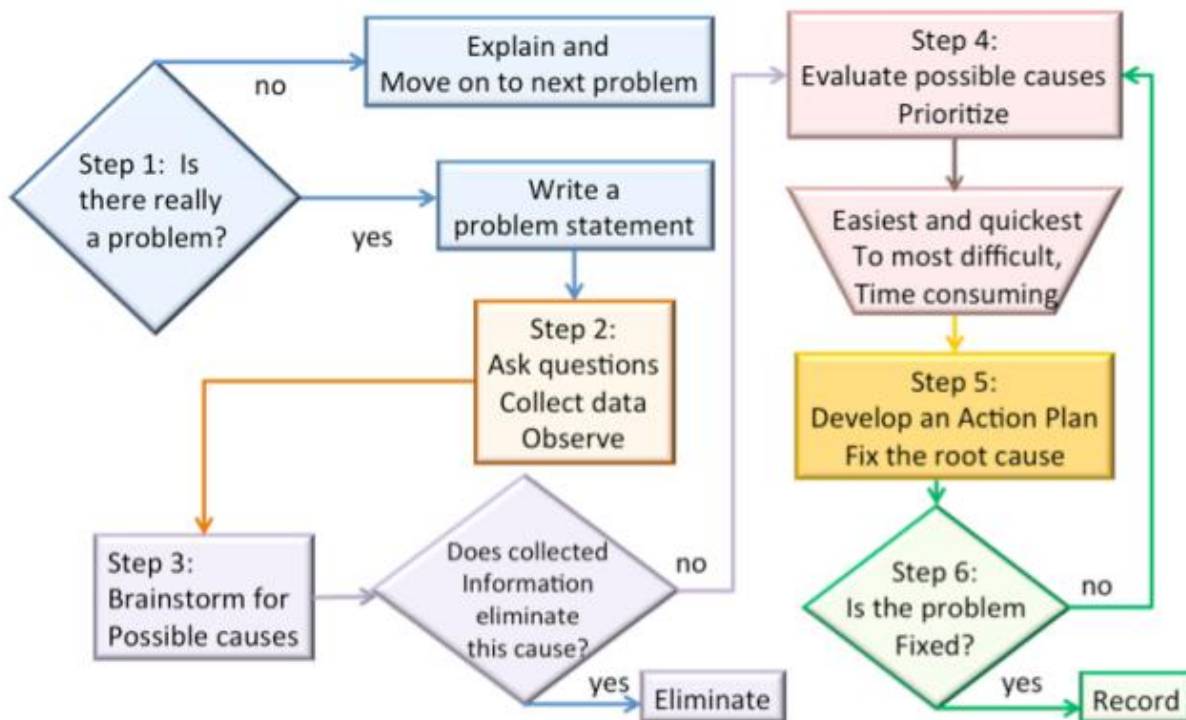 Explain and
Move on to next problem
no
Step 1:  Is
there really
a problem?
yes
Write a
problem statement
Step 2:
Ask questions
Collect data
Observe
Step 3:
Brainstorm for
Possible causes
Does collected
Information
eliminate
this cause?
no
yes
Eliminate
Step 4:
Evaluate possible causes
Prioritize
Easiest and quickest
To most difficult,
Time consuming
Step 5:
Develop an Action Plan
Fix the root cause
Step 6:
Is the problem
Fixed?
no
yes
Record